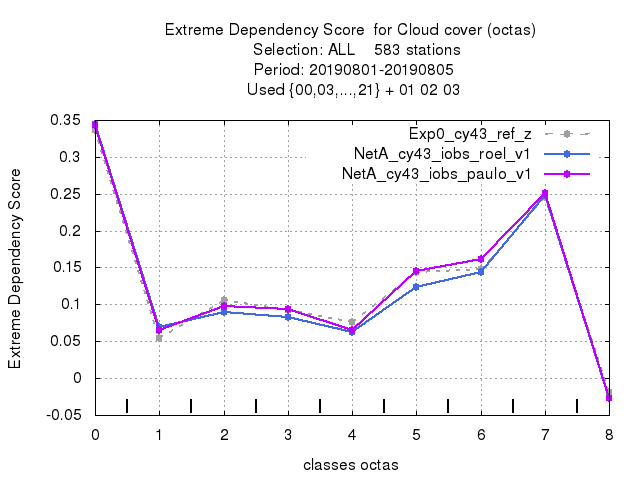 Extreme Dependency Score  for Cloud cover (octas)
Selection: ALL    583 stations
Period: 20190801-20190805
Used {00,03,...,21} + 01 02 03
Exp0_cy43_ref_z
NetA_cy43_iobs_roel_v1
NetA_cy43_iobs_paulo_v1
Extreme Dependency Score
0.35
0.3
0.25
0.2
0.15
0.1
0.05
0
-0.05
0 1 2 3 4 5 6 7 8
classes octas